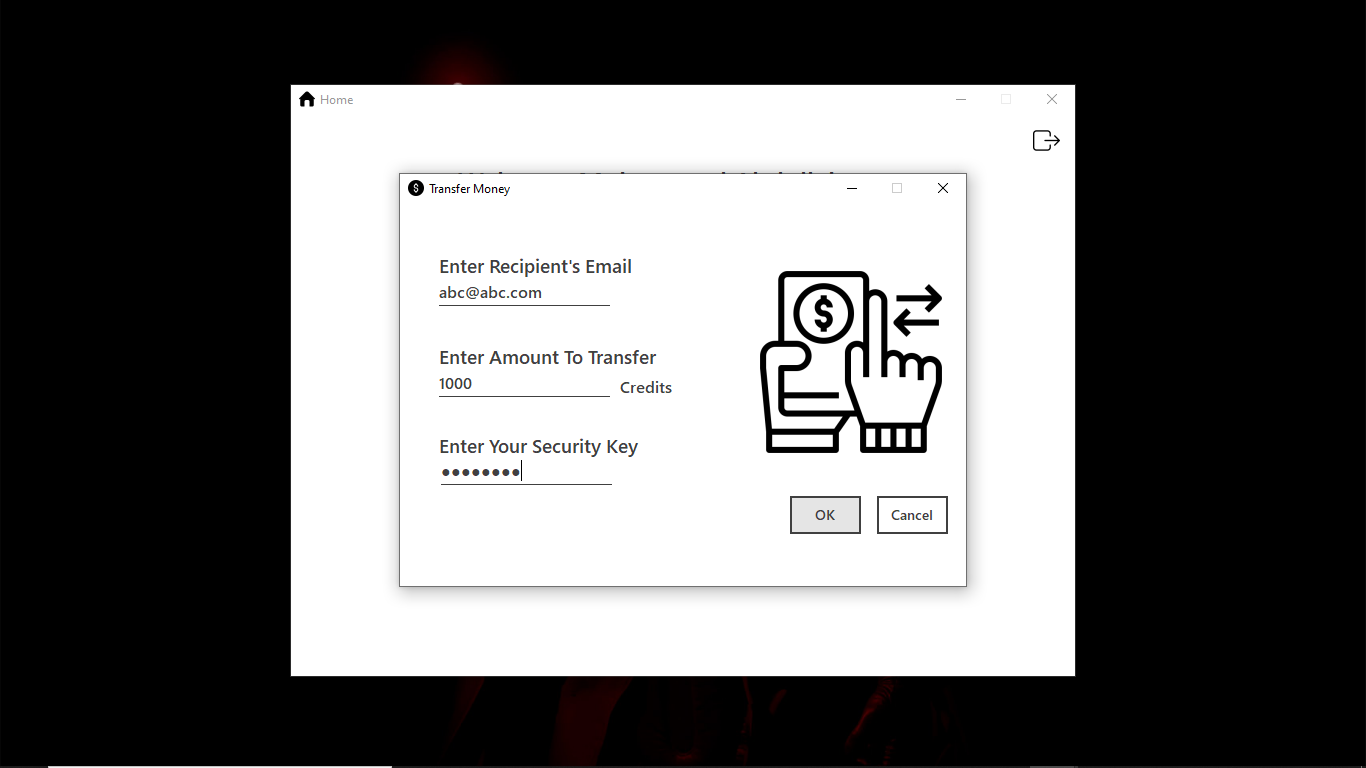 Home
Transfer Money
Enter Recipient's Email
abc@abc.com
Enter Amount To Transfer
1000
Credits
Enter Your Security Key
••••••••
OK
Cancel